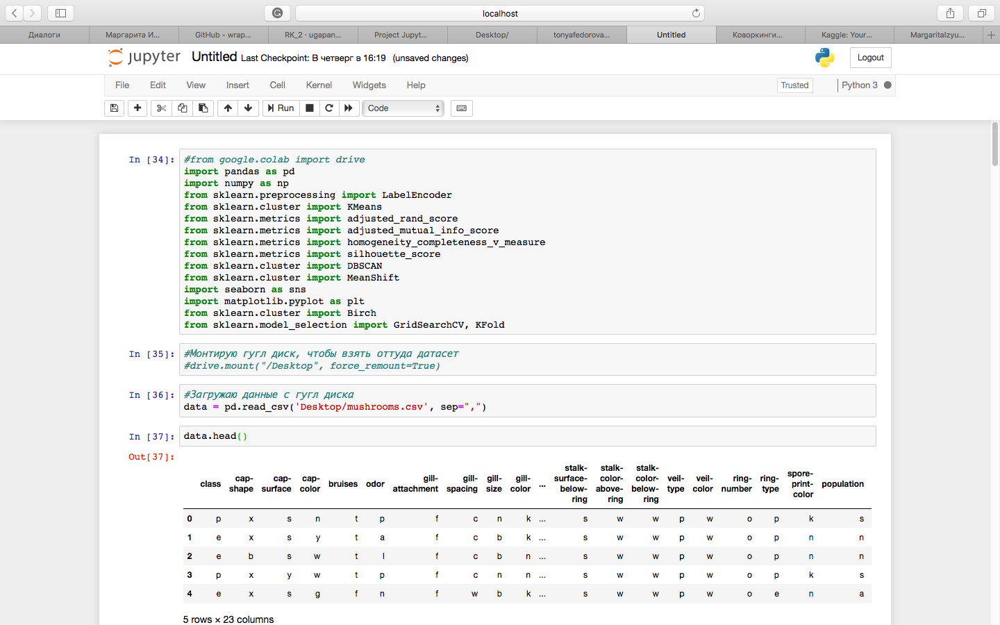 localhost
Диалоги
Маргарита И...
GitHub - wrap...
RK_2 · ugapan...
Project Jupyt...
Desktop/
tonyafedorova...
Untitled
Коворкинги...
Kaggle: Your...
MargaritaIzyu...
jupyter Untitled Last Checkpoint: В четверг в 16:19 (unsaved changes)
Logout
File Edit View Insert Cell Kernel Widgets Help
Trusted
Python 3
Run
Code
In [34]:
#from google.colab import drive
import pandas as pd
import numpy as np
from sklearn.preprocessing import LabelEncoder
from sklearn.cluster import KMeans
from sklearn.metrics import adjusted_rand_score
from sklearn.metrics import adjusted_mutual_info_score
from sklearn.metrics import homogeneity_completeness_v_measure
from sklearn.metrics import silhouette_score
from sklearn.cluster import DBSCAN
from sklearn.cluster import MeanShift
import seaborn as sns
import matplotlib.pyplot as plt
from sklearn.cluster import Birch
from sklearn.model_selection import GridSearchCV, KFold
In [35]:
#Монтирую гугл диск, чтобы взять оттуда датасет
#drive.mount("/Desktop", force_remount=True)
In [36]:
#Загружаю данные с гугл диска
data = pd.read_csv('Desktop/mushrooms.csv', sep=",")
In [37]:
data.head()
Out[37]:
class cap-shape cap-surface cap-color bruises odor gill-attachment gill-spacing gill-size gill-color ... stalk-surface-below-ring stalk-color-above-ring stalk-color-below-ring veil-type veil-color ring-number ring-type spore-print-color population
0 p x s n t p f c n k ... s w w p w o p k s
1 e x s y t a f c b k ... s w w p w o p n n
2 e b s w t l f c b n ... s w w p w o p n n
3 p x y w t p f c n n ... s w w p w o p k s
4 e x s g f n f w b k ... s w w p w o e n a
5 rows × 23 columns